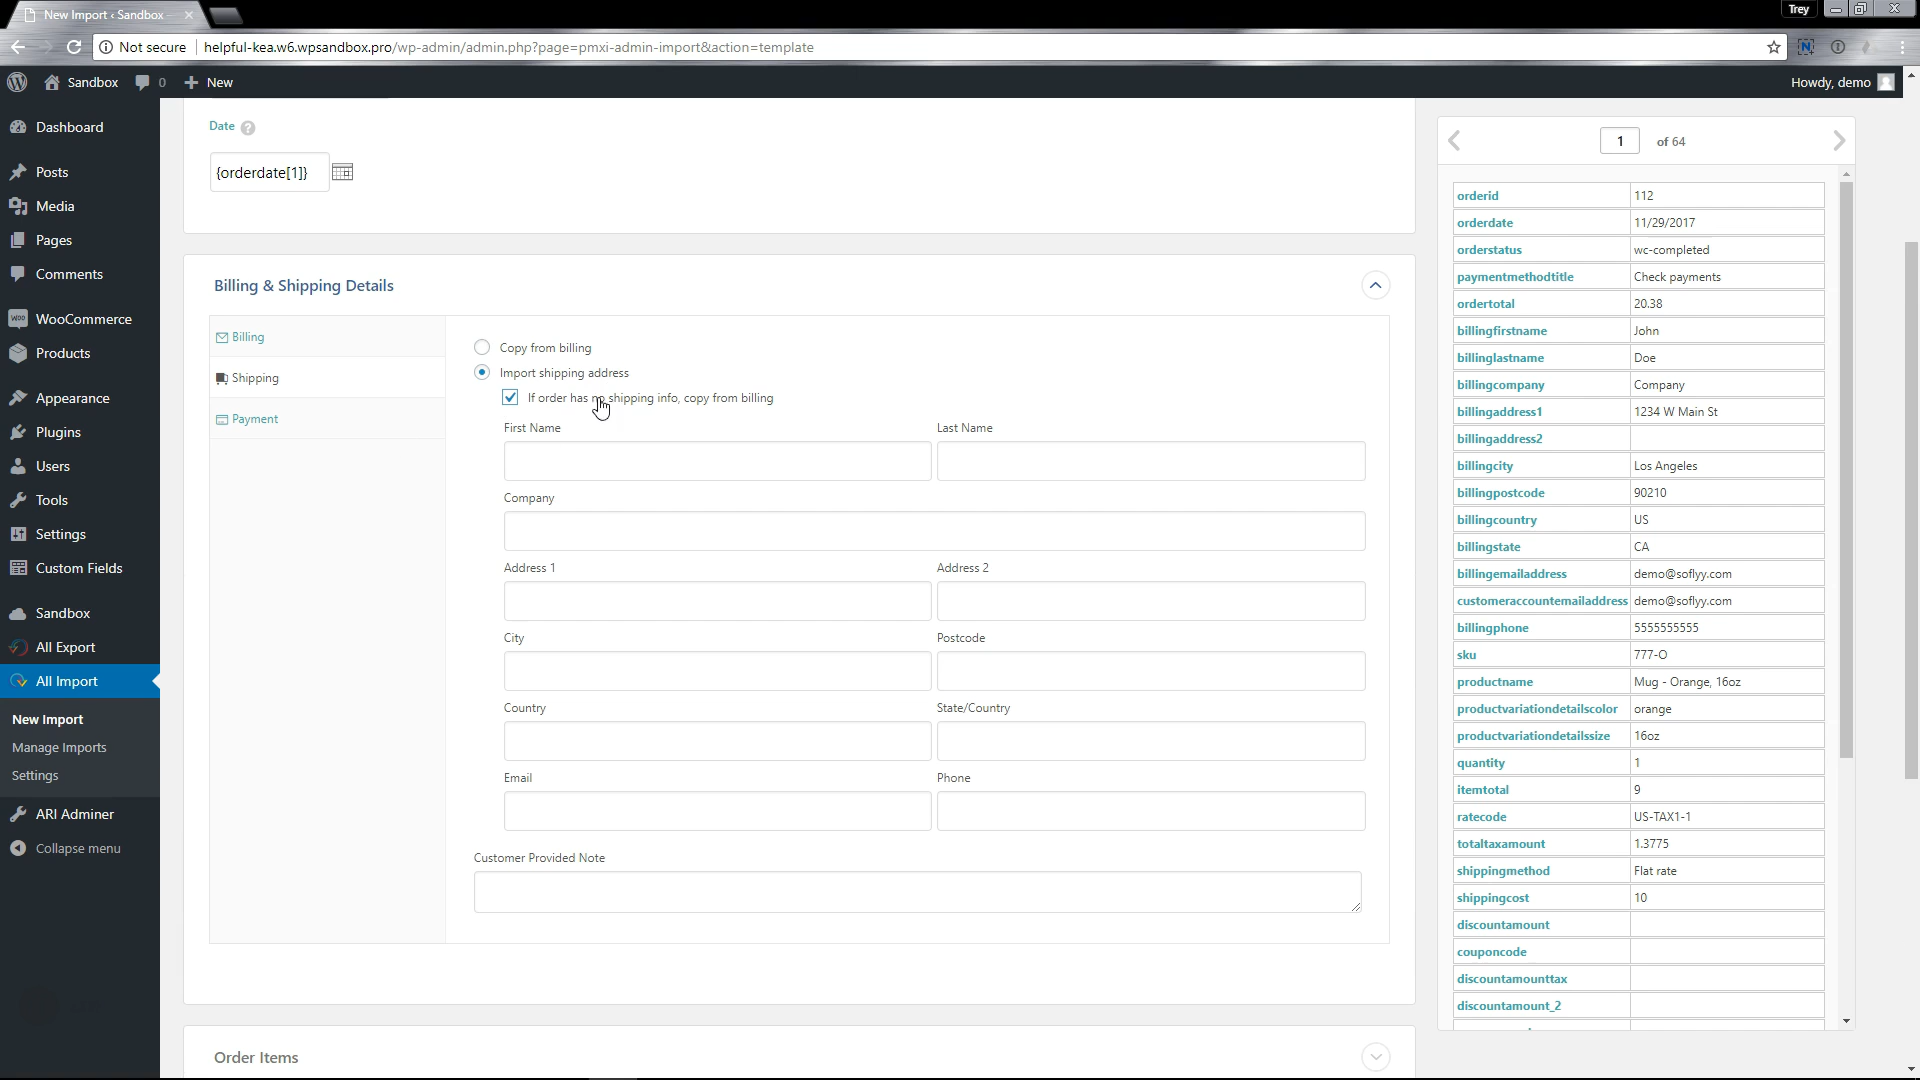 New Import ‹ Sandbox
Trey
Not secure
helpful-kea.w6.wpsandbox.pro/wp-admin/admin.php?page=pmxi-admin-import&action=template
Sandbox
0
New
Howdy, demo
Dashboard
Posts
Media
Pages
Comments
WooCommerce
Products
Appearance
Plugins
Users
Tools
Settings
Custom Fields
Sandbox
All Export
All Import
New Import
Manage Imports
Settings
ARI Adminer
Collapse menu
Date ?
{orderdate[1]}
Billing & Shipping Details
Billing
Shipping
Payment
Copy from billing
Import shipping address
If order has no shipping info, copy from billing
First Name Last Name
Company
Address 1 Address 2
City Postcode
Country State/Country
Email Phone
Customer Provided Note
Order Items
1 of 64
orderid 112
orderdate 11/29/2017
orderstatus wc-completed
paymentmethodtitle Check payments
ordertotal 20.38
billingfirstname John
billinglastname Doe
billingcompany Company
billingaddress1 1234 W Main St
billingaddress2
billingcity Los Angeles
billingpostcode 90210
billingcountry US
billingstate CA
billingemailaddress demo@soflyy.com
customeraccountemailaddress demo@soflyy.com
billingphone 5555555555
sku 777-O
productname Mug - Orange, 16oz
productvariationdetailscolor orange
productvariationdetailssize 16oz
quantity 1
itemtotal 9
ratecode US-TAX1-1
totaltaxamount 1.3775
shippingmethod Flat rate
shippingcost 10
discountamount
couponcode
discountamounttax
discountamount_2